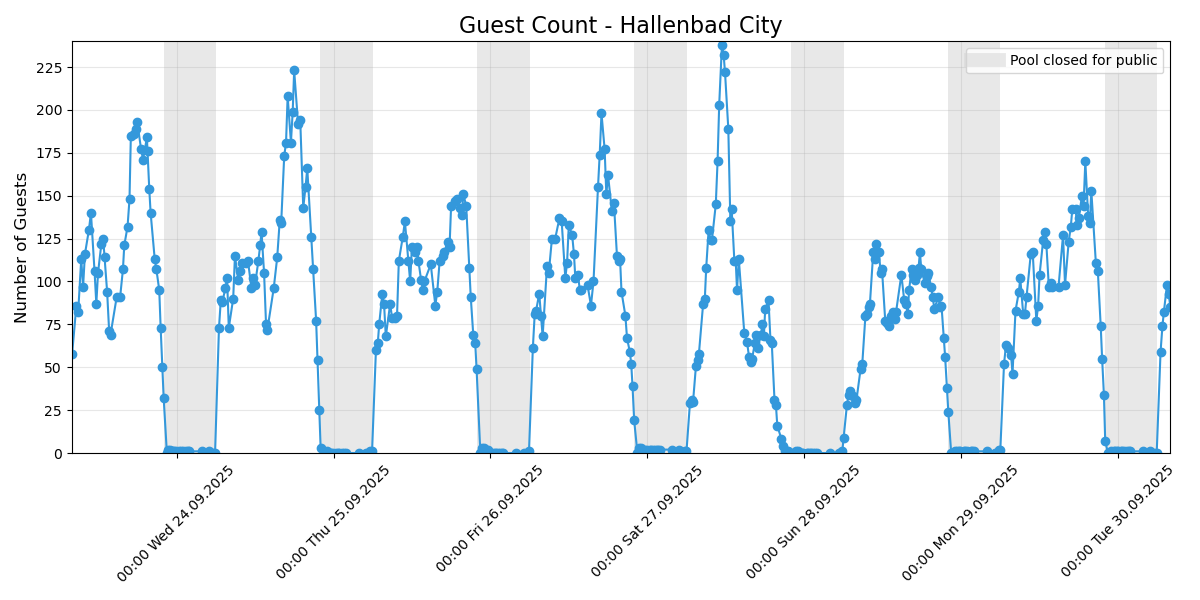 Guest Count - Hallenbad City
Pool closed for public
Number of Guests
225
200
175
150
125
100
75
50
25
0
00:00 Wed 24.09.2025
00:00 Thu 25.09.2025
00:00 Fri 26.09.2025
00:00 Sat 27.09.2025
00:00 Sun 28.09.2025
00:00 Mon 29.09.2025
00:00 Tue 30.09.2025